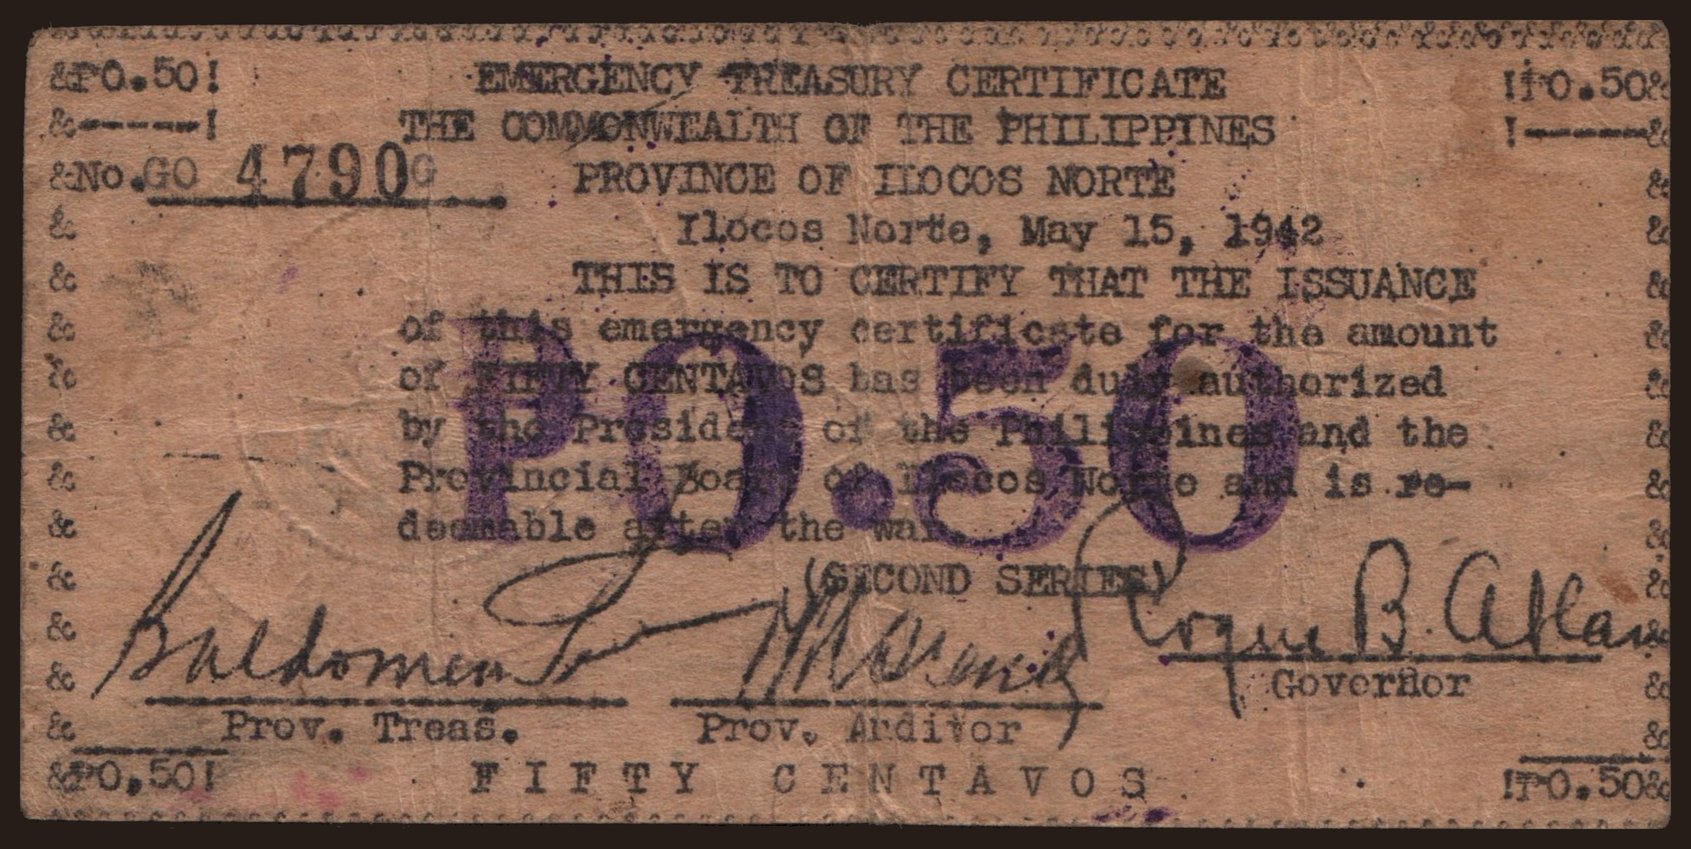 ₱0.50! EMERGENCY TREASURY CERTIFICATE !₱0.50
&-----! THE COMMONWEALTH OF THE PHILIPPINES !-----&
&No.GO 4790G PROVINCE OF ILOCOS NORTE &
& Ilocos Norte, May 15, 1942 &
& THIS IS TO CERTIFY THAT THE ISSUANCE &
& of this emergency certificate for the amount &
& of FIFTY CENTAVOS has been duly authorized &
& by the President of the Philippines and the &
& Provincial Board of Ilocos Norte and is re- &
& deemable after the war. &
P0.50
& (SECOND SERIES) &
Roque B. Ablan
Governor
Prov. Treas. Prov. Auditor
&₱0.50! FIFTY CENTAVOS !₱0.50&